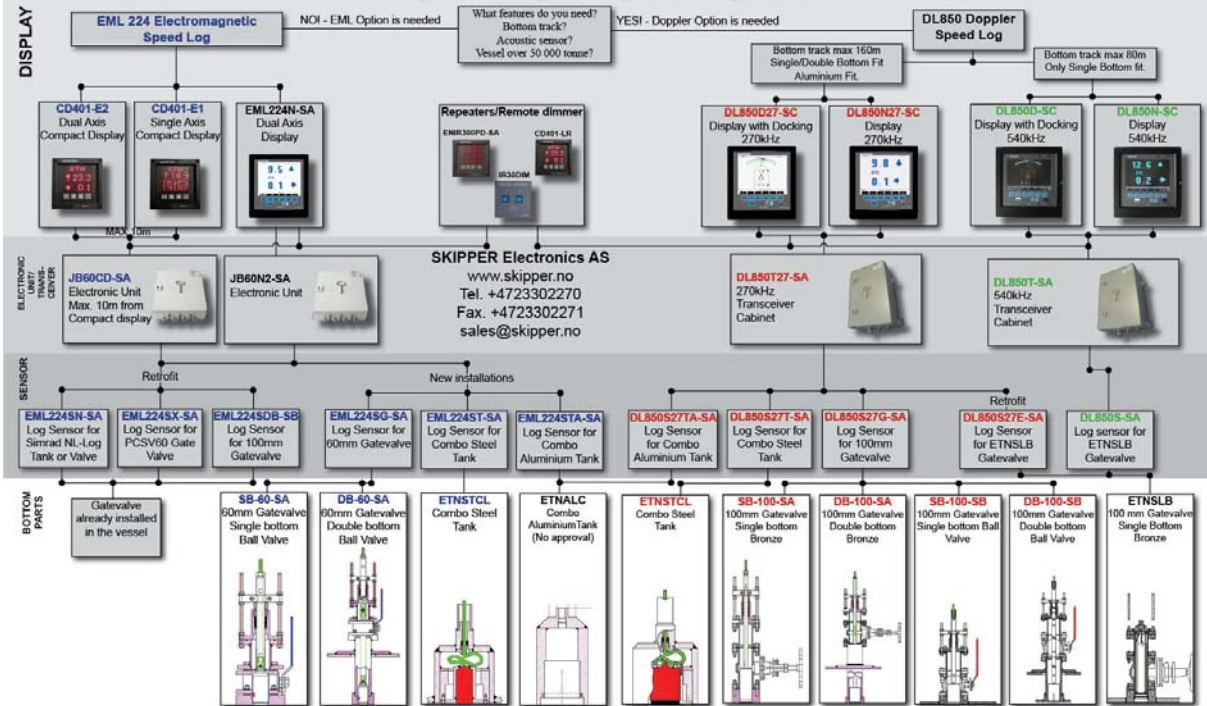 DISPLAY
EML 224 Electromagnetic
Speed Log
NO! - EML Option is needed
What features do you need?
Bottom track?
Acoustic sensor?
Vessel over 50 000 tonne?
YES! - Doppler Option is needed
DL850 Doppler
Speed Log
Bottom track max 160m
Single/Double Bottom Fit
Aluminium Fit.
Bottom track max 80m
Only Single Bottom fit.
CD401-E2
Dual Axis
Compact Display
CD401-E1
Single Axis
Compact Display
EML224N-SA
Dual Axis
Display
Repeaters/Remote dimmer
ENIR300PD-SA
CD401-LR
IR30DIM
DL850D27-SC
Display with Docking
270kHz
DL850N27-SC
Display
270kHz
DL850D-SC
Display with Docking
540kHz
DL850N-SC
Display
540kHz
MAX 10m
ELECTRONIC
UNIT/
TRANS-
CEIVER
JB60CD-SA
Electronic Unit
Max. 10m from
Compact display
JB60N2-SA
Electronic Unit
SKIPPER Electronics AS
www.skipper.no
Tel. +4723302270
Fax. +4723302271
sales@skipper.no
DL850T27-SA
270kHz
Transceiver
Cabinet
DL850T-SA
540kHz
Transceiver
Cabinet
SENSOR
Retrofit
New installations
Retrofit
EML224SN-SA
Log Sensor for
Simrad NL-Log
Tank or Valve
EML224SX-SA
Log Sensor for
PCSV60 Gate
Valve
EML224SDB-SB
Log Sensor
for 100mm
Gatevalve
EML224SG-SA
Log Sensor for
60mm Gatevalve
EML224ST-SA
Log Sensor for
Combo Steel
Tank
EML224STA-SA
Log Sensor for
Combo
Aluminium Tank
DL850S27TA-SA
Log Sensor
for Combo
Aluminium Tank
DL850S27T-SA
Log Sensor for
Combo Steel
Tank
DL850S27G-SA
Log Sensor
for 100mm
Gatevalve
DL850S27E-SA
Log Sensor
for ETNSLB
Gatevalve
DL850S-SA
Log sensor for
ETNSLB
Gatevalve
BOTTOM
PARTS
Gatevalve
already installed
in the vessel
SB-60-SA
60mm Gatevalve
Single bottom
Ball Valve
DB-60-SA
60mm Gatevalve
Double bottom
Ball Valve
ETNSTCL
Combo Steel
Tank
ETNALC
Combo
AluminiumTank
(No approval)
ETNSTCL
Combo Steel
Tank
SB-100-SA
100mm Gatevalve
Single bottom
Bronze
DB-100-SA
100mm Gatevalve
Double bottom
Bronze
SB-100-SB
100mm Gatevalve
Single bottom Ball
Valve
DB-100-SB
100mm Gatevalve
Double bottom
Ball Valve
ETNSLB
100 mm Gatevalve
Single Bottom
Bronze